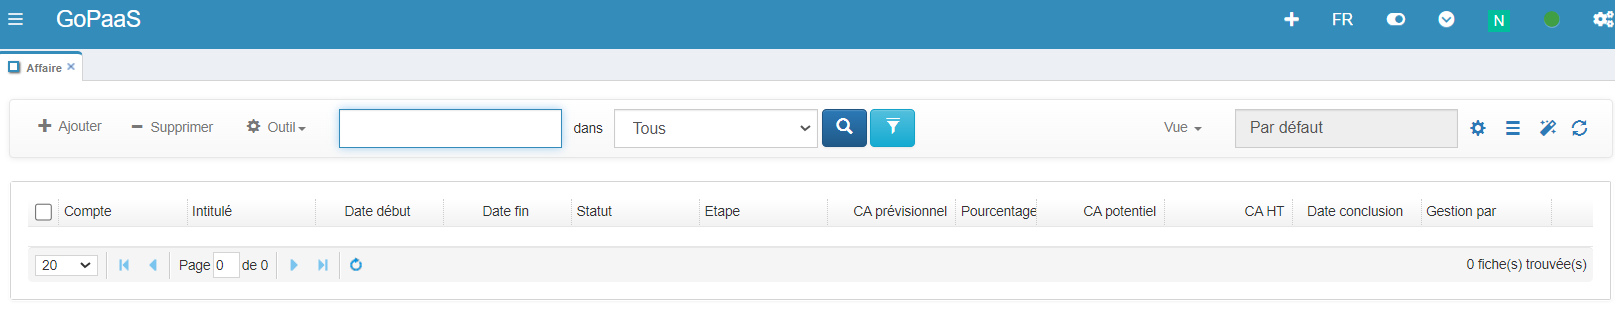 GoPaaS FR N
Affaire
Ajouter Supprimer Outil dans Tous Vue Par défaut
Compte Intitulé Date début Date fin Statut Etape CA prévisionnel Pourcentage CA potentiel CA HT Date conclusion Gestion par
20 Page 0 de 0 0 fiche(s) trouvée(s)